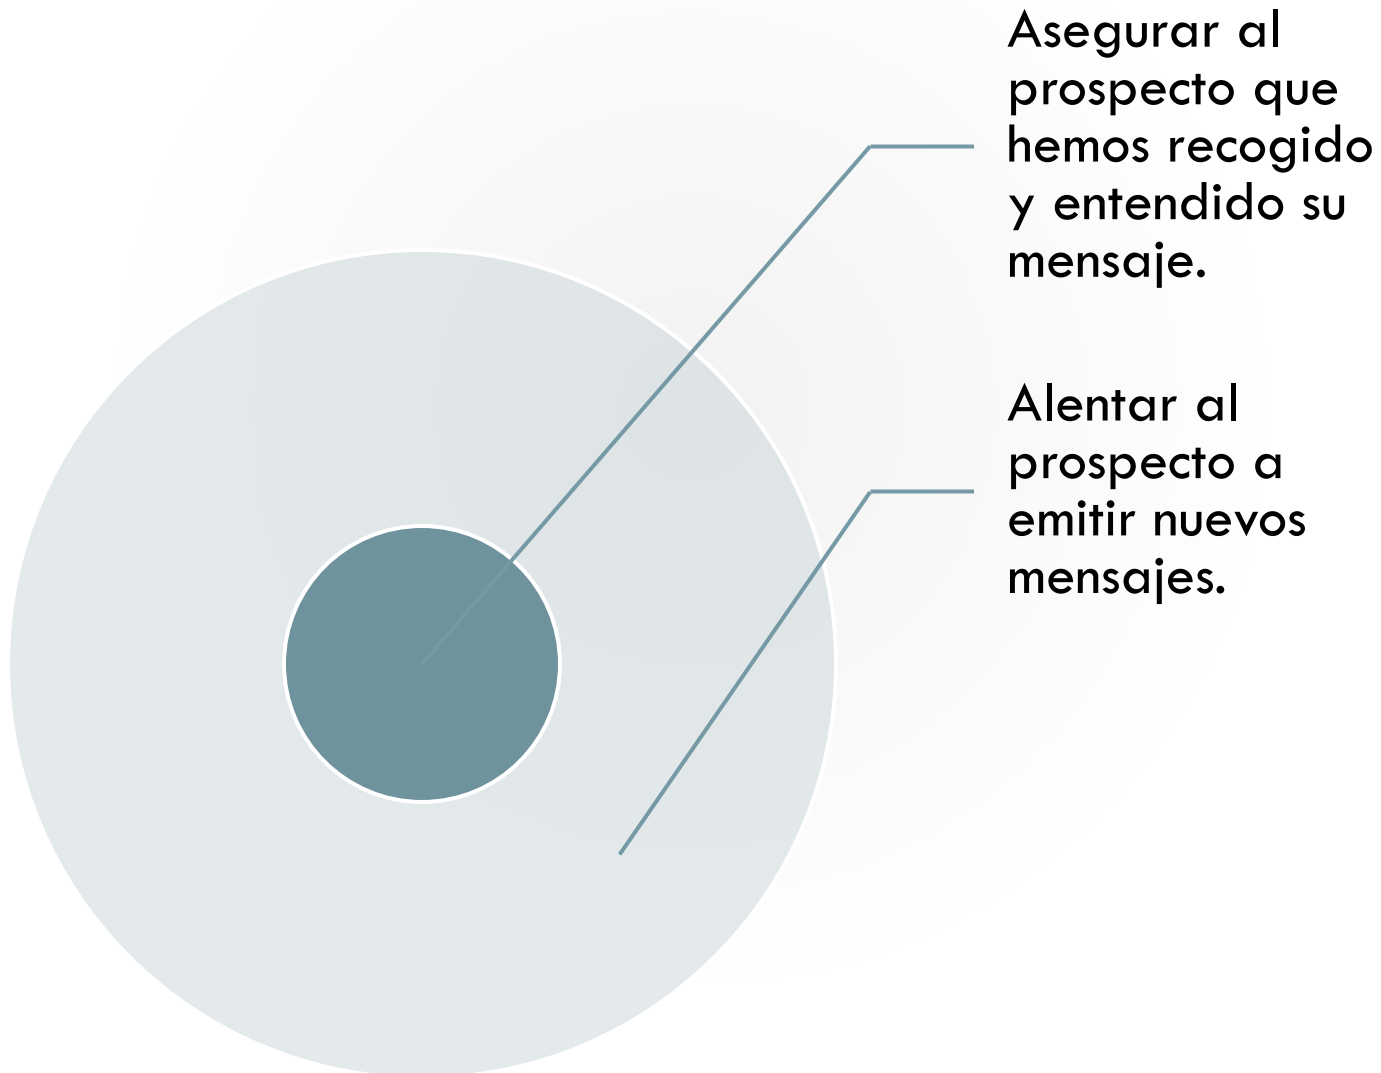 Asegurar al
prospecto que
hemos recogido
y entendido su
mensaje.
Alentar al
prospecto a
emitir nuevos
mensajes.